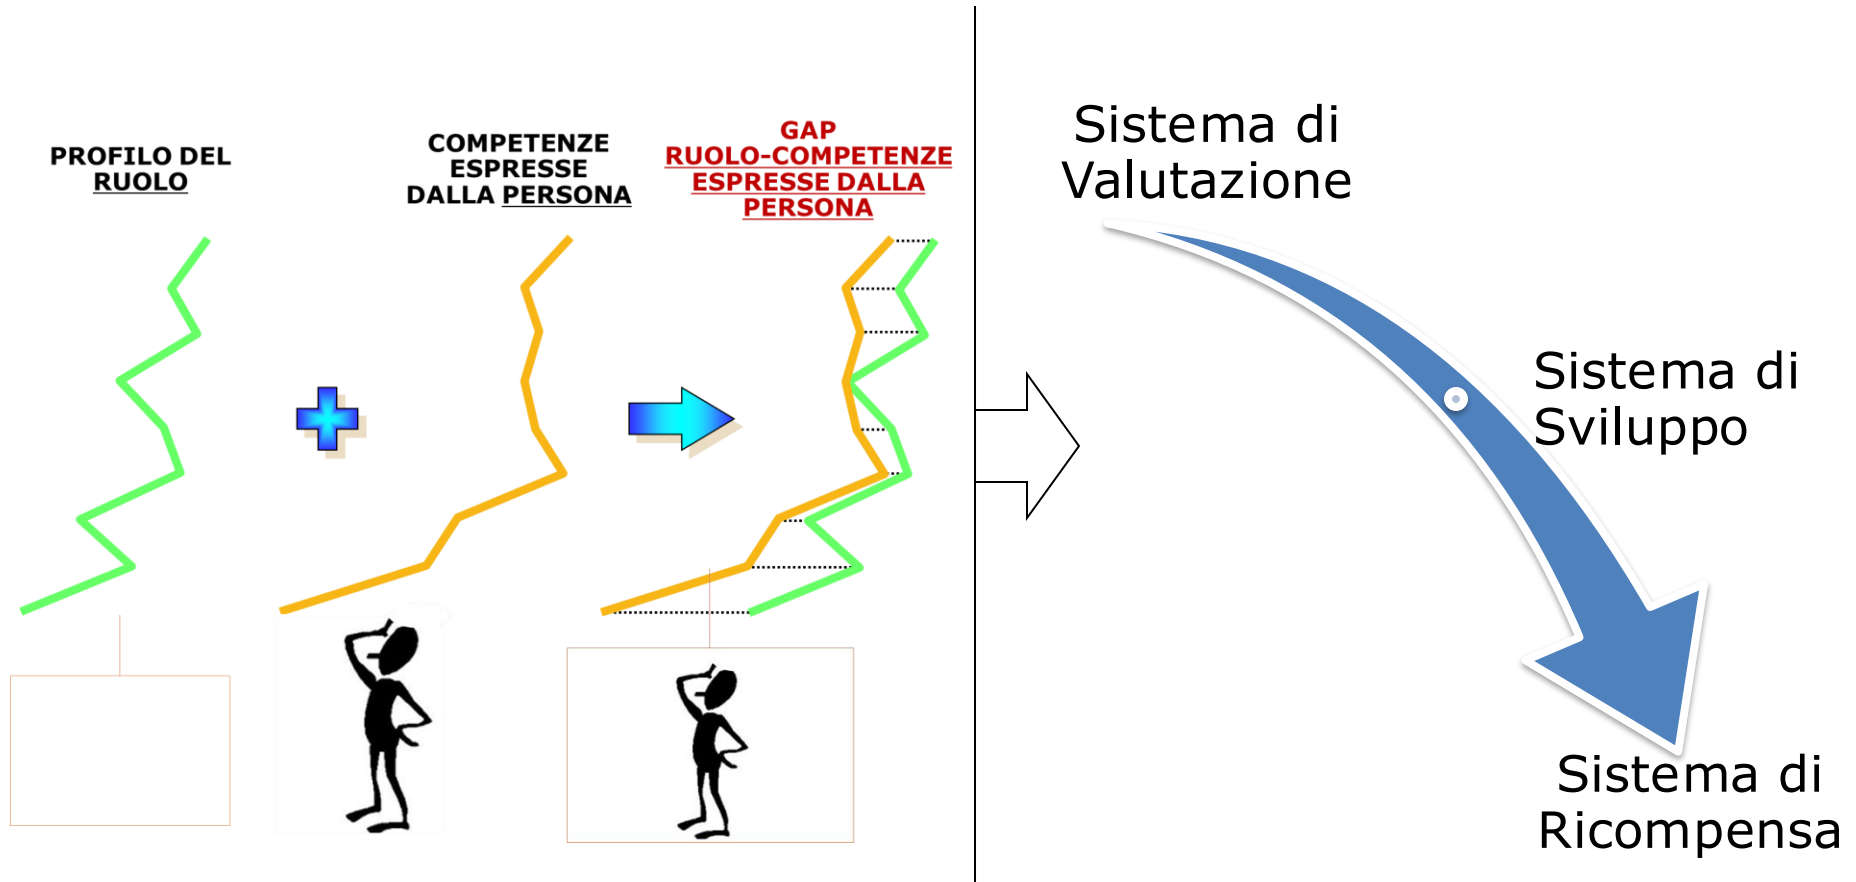 PROFILO DEL
RUOLO
COMPETENZE
ESPRESSE
DALLA PERSONA
GAP
RUOLO-COMPETENZE
ESPRESSE DALLA
PERSONA
Sistema di
Valutazione
Sistema di
Sviluppo
Sistema di
Ricompensa